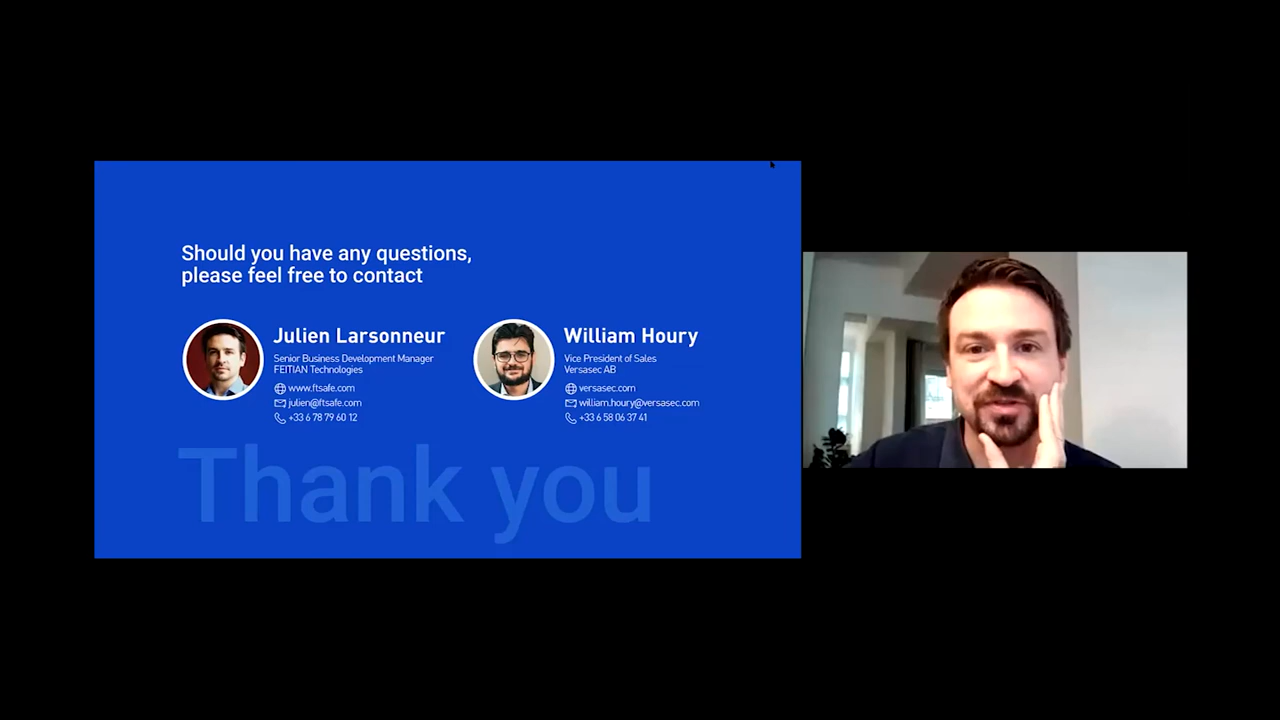 Should you have any questions,
please feel free to contact
Julien Larsonneur
Senior Business Development Manager
FEITIAN Technologies
www.ftsafe.com
julien@ftsafe.com
+33 6 78 79 60 12
William Houry
Vice President of Sales
Versasec AB
versasec.com
william.houry@versasec.com
+33 6 58 06 37 41
Thank you